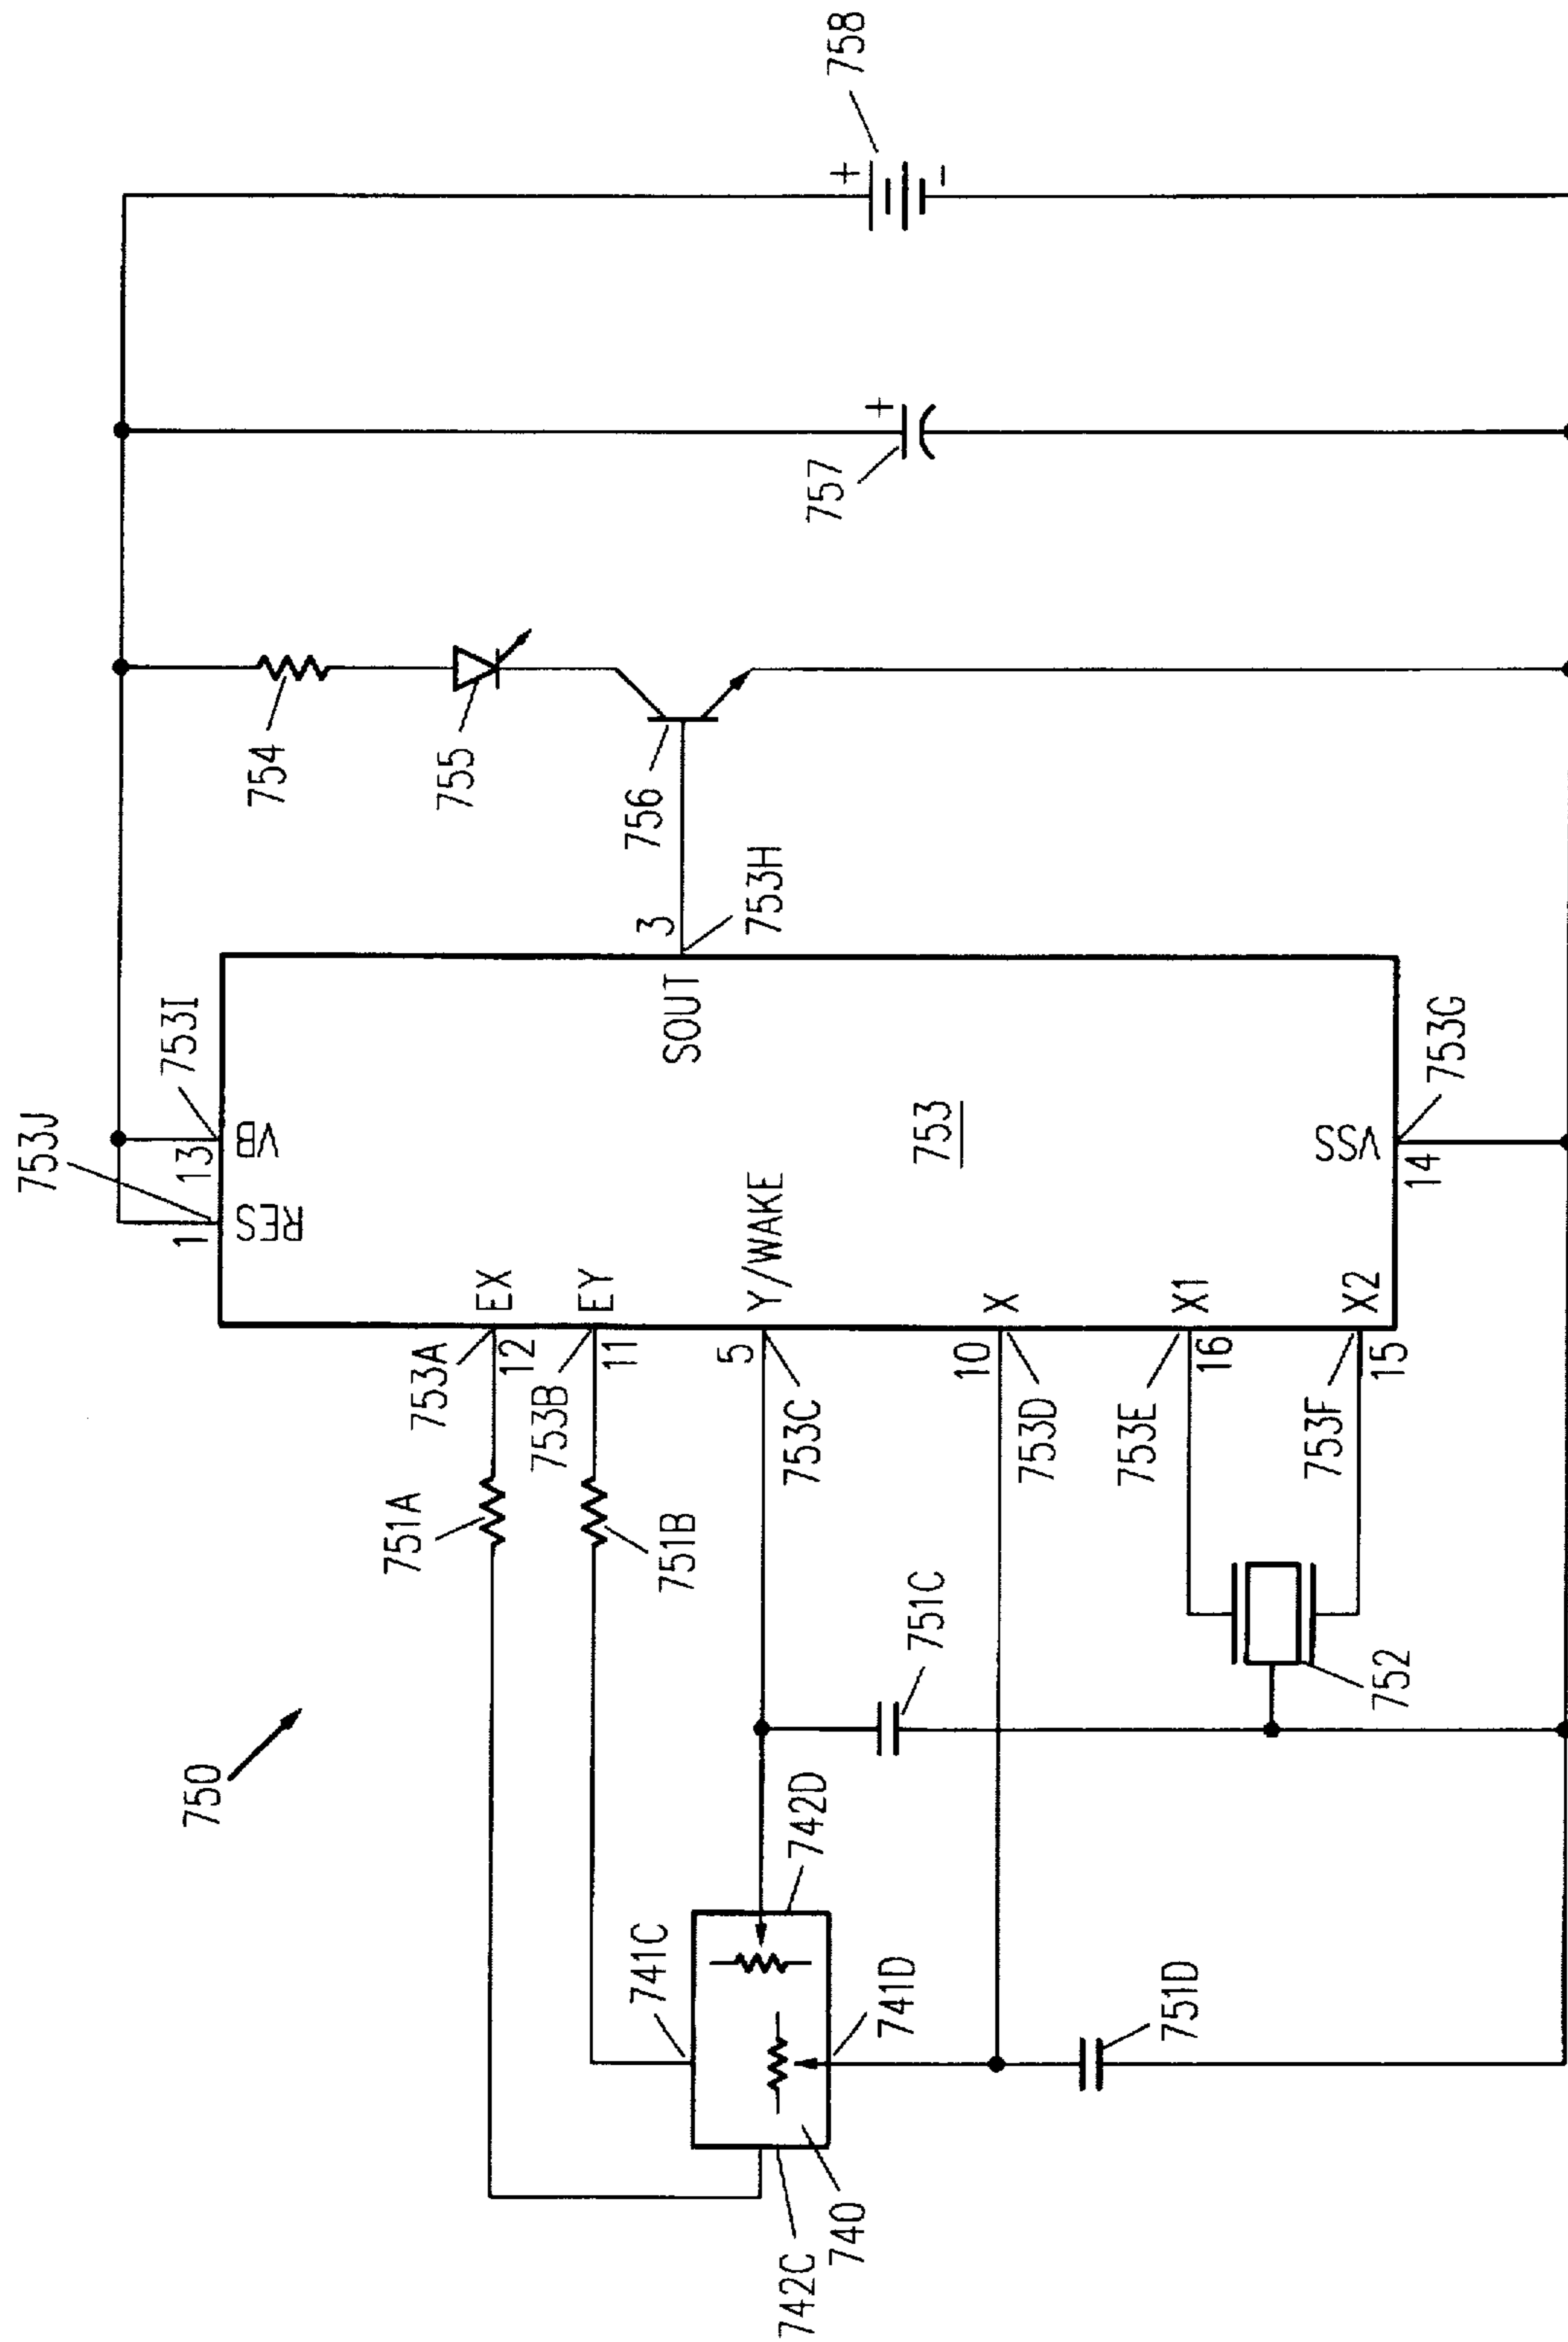 750
753J
753I
1
13
RES
VB
753A
12
EX
751A
753B
11
EY
751B
5
Y/WAKE
753C
10
X
753D
753E
16
X1
753F
15
X2
753
SOUT
3
753H
VSS
14
753G
754
755
756
757
+
758
+
-
751C
752
742D
741C
741D
751D
740
742C